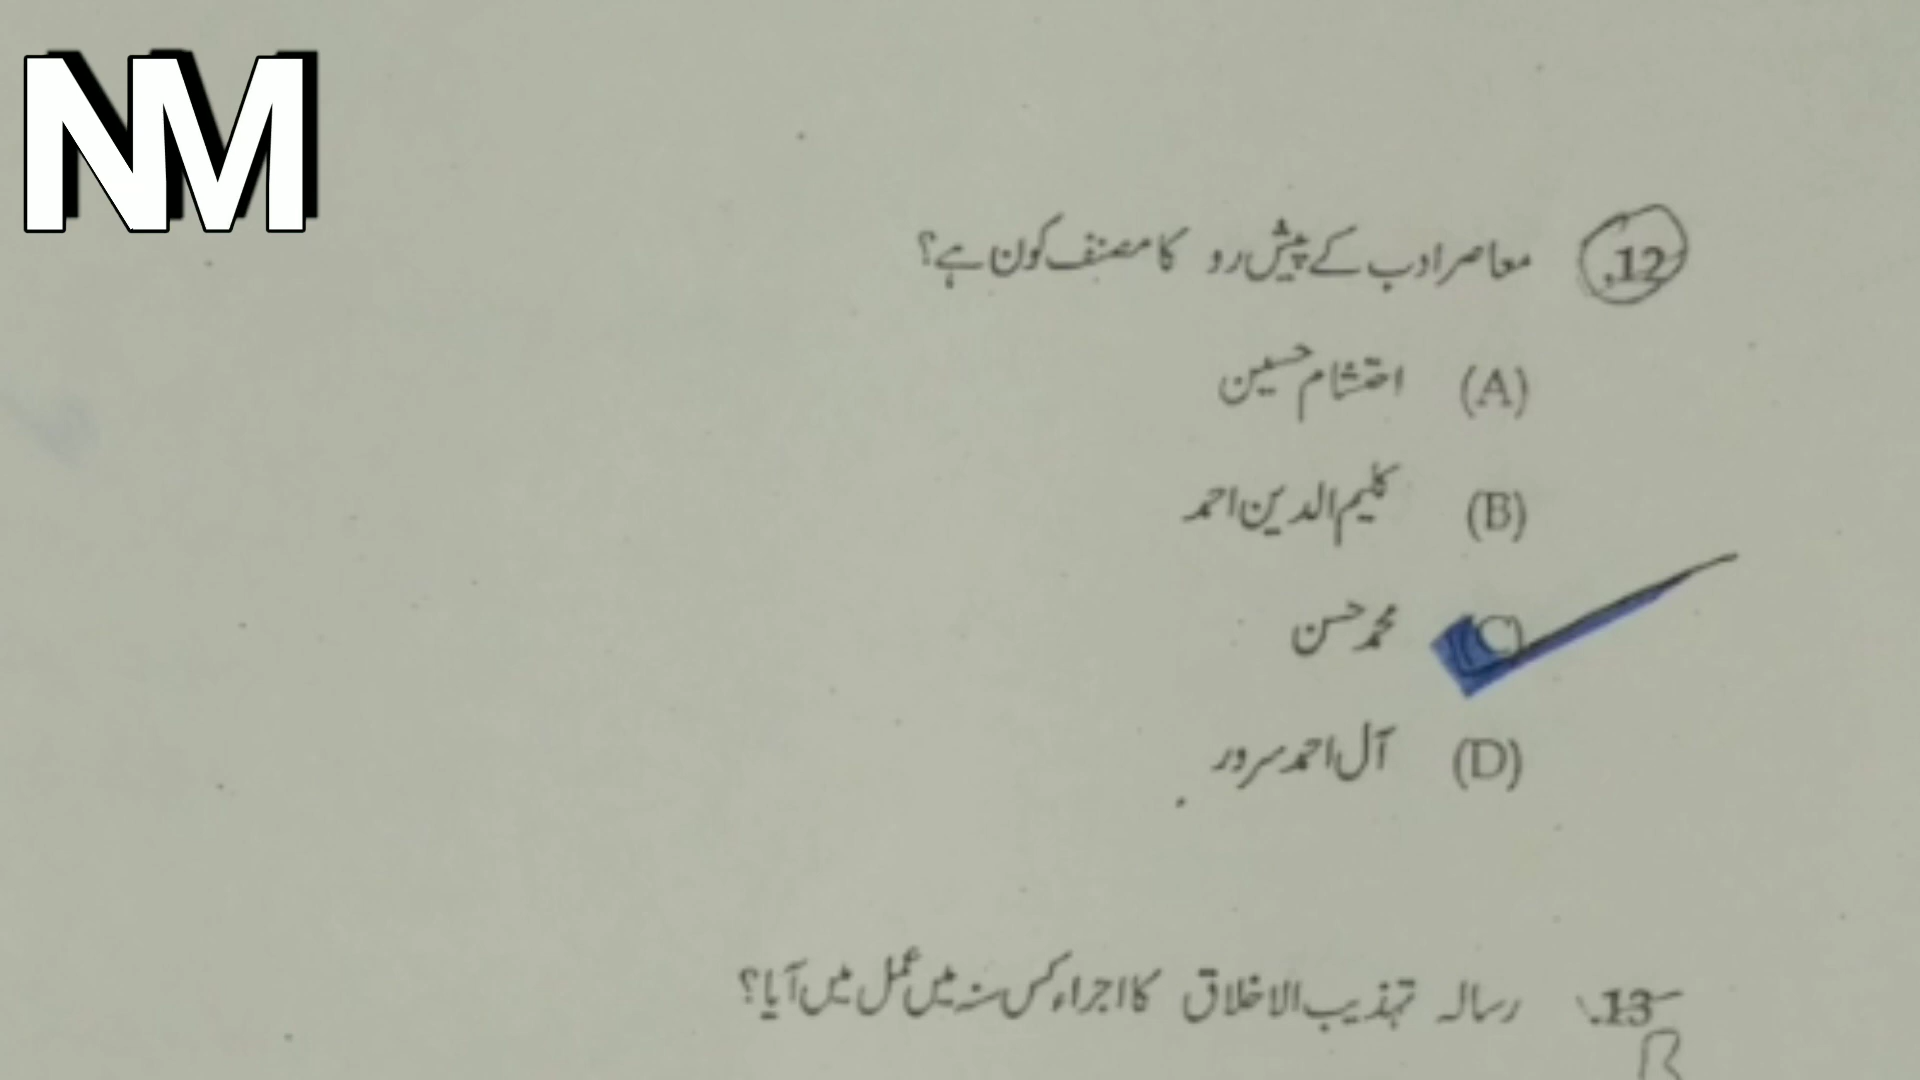 NM
12. معاصر ادب کے پیش رو کا مصنف کون ہے؟
(A) احتشام حسین
(B) کلیم الدین احمد
(C) محمد حسن
(D) آل احمد سرور
13. رسالہ تہذیب الاخلاق کا اجراء کس سنہ میں عمل میں آیا؟
B